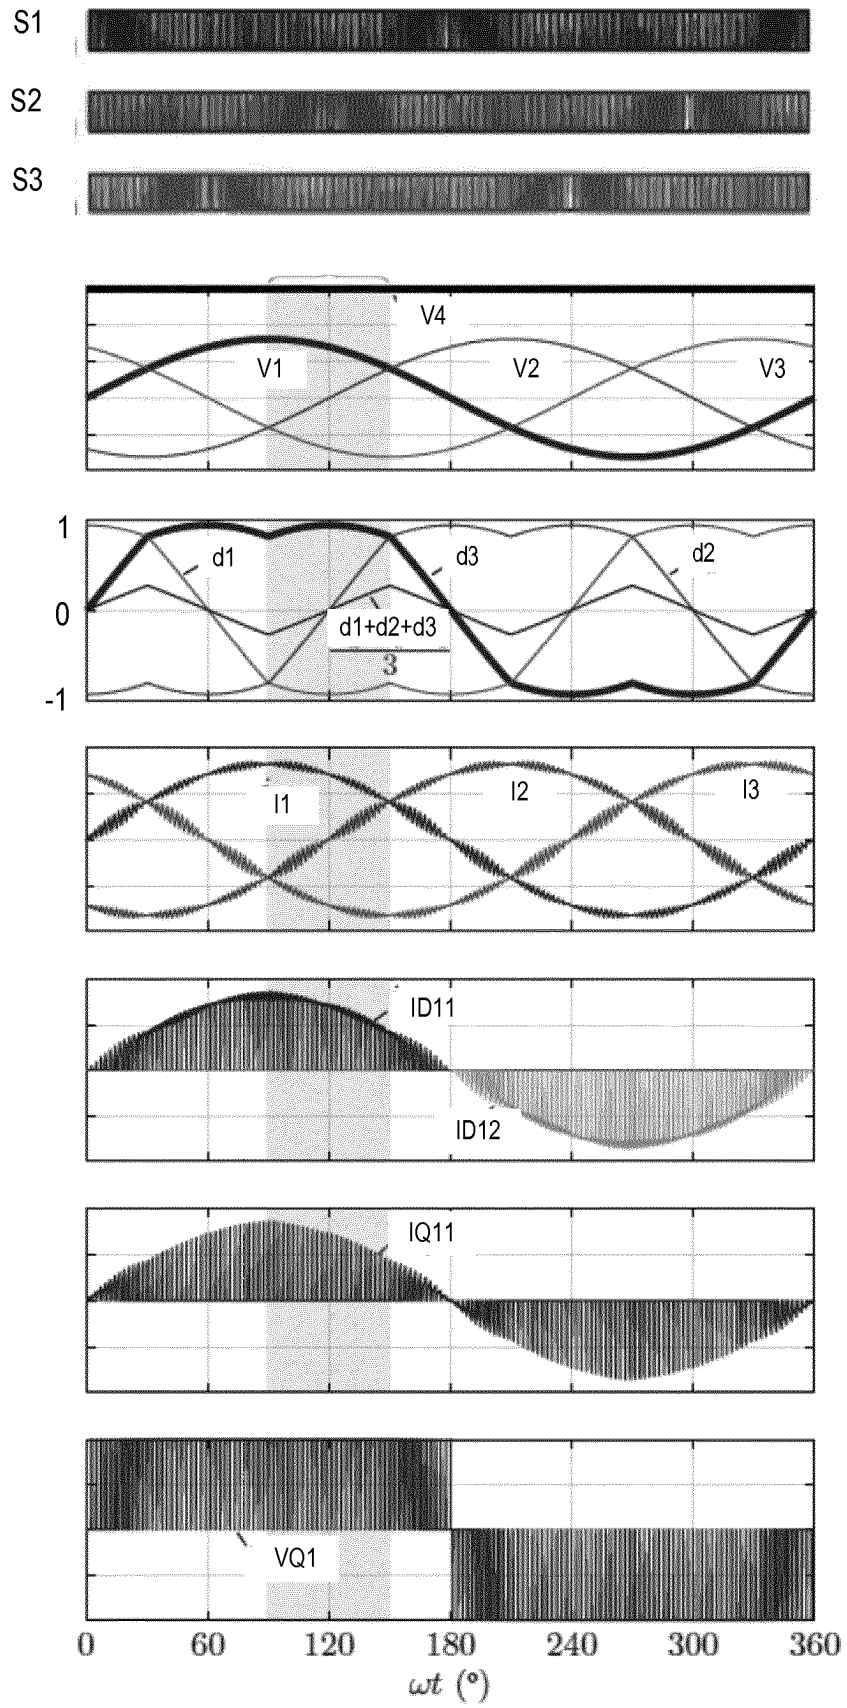 S1
S2
S3
V4
V1
V2
V3
1
d1
d3
d2
0
d1+d2+d3
3
-1
I1
I2
I3
ID11
ID12
IQ11
VQ1
0 60 120 180 240 300 360
ωt (°)